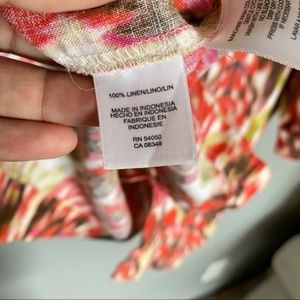 100% LINEN/LINO/LIN
MADE IN INDONESIA
HECHO EN INDONESIA
FABRIQUE EN
INDONESIE
RN 54050
CA 08349